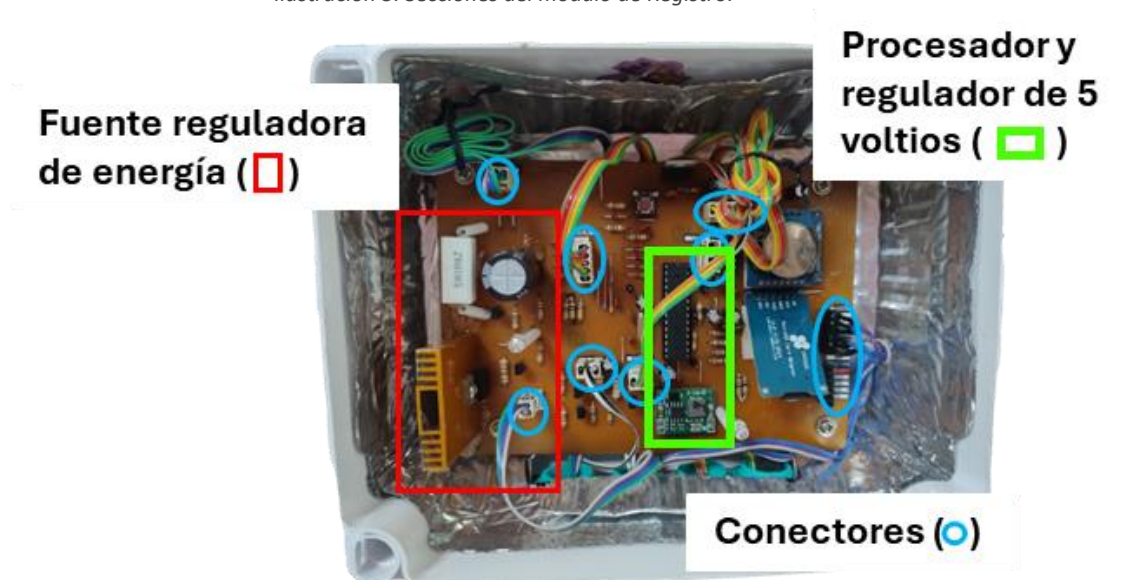 Procesador y
regulador de 5
voltios ( )
Fuente reguladora
de energía ( )
Conectores ( )